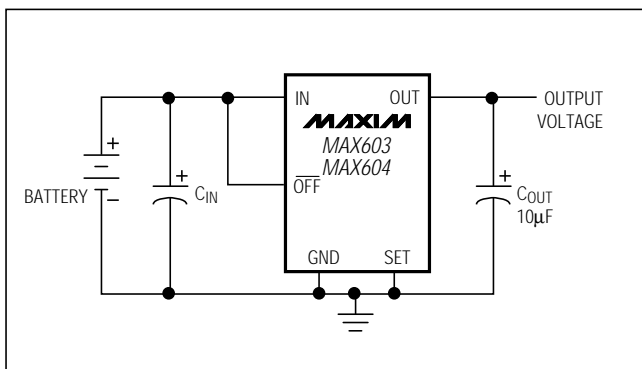 IN
OUT
OUTPUT
VOLTAGE
MAXIM
MAX603
MAX604
+
BATTERY
−
+
C_IN
OFF
+
C_OUT
10µF
GND
SET